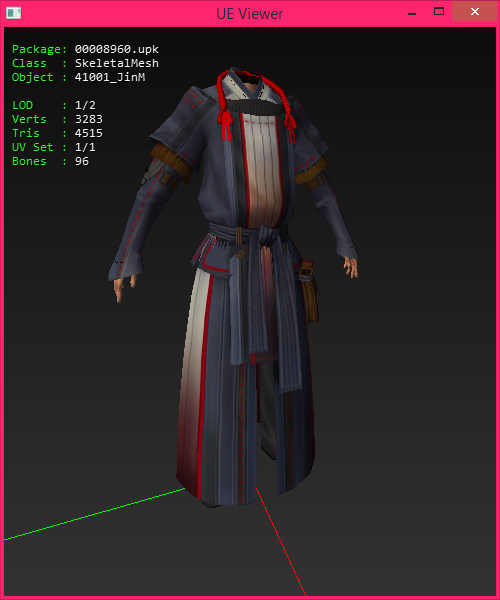 UE Viewer
Package: 00008960.upk
Class : SkeletalMesh
Object : 41001_JinM
LOD : 1/2
Verts : 3283
Tris : 4515
UV Set : 1/1
Bones : 96